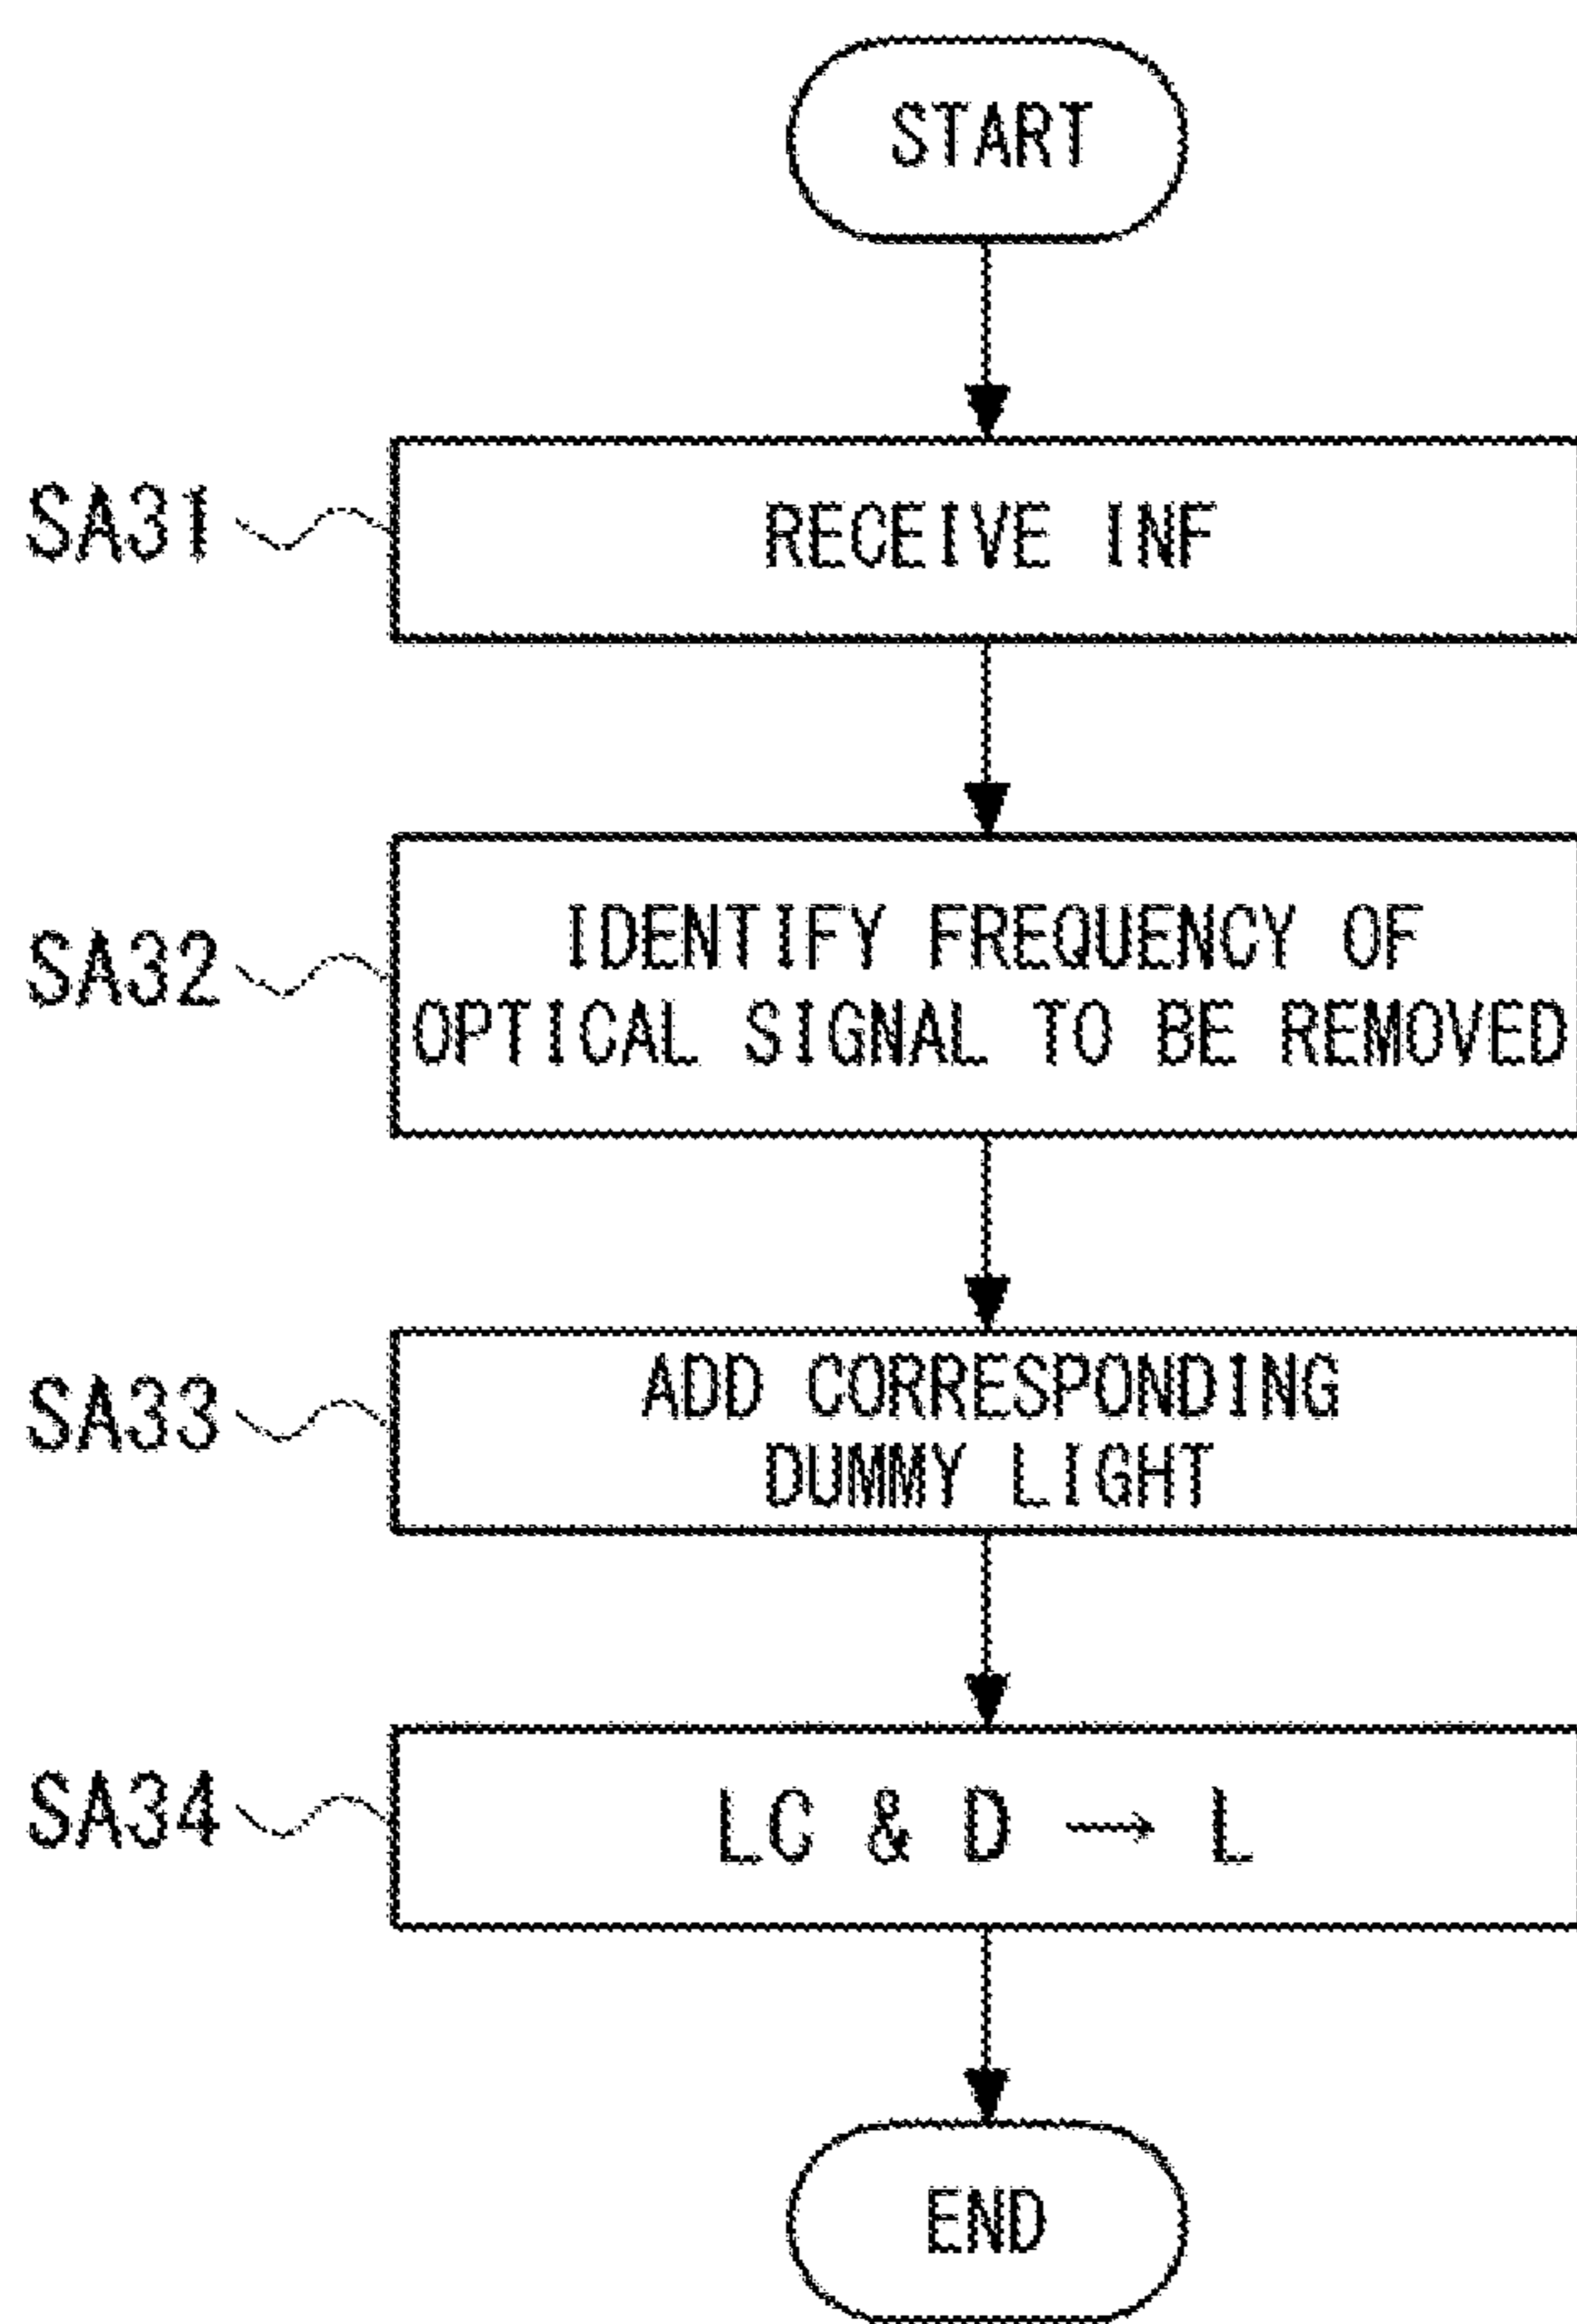 START
SA31
RECEIVE INF
SA32
IDENTIFY FREQUENCY OF
OPTICAL SIGNAL TO BE REMOVED
SA33
ADD CORRESPONDING
DUMMY LIGHT
SA34
LC & D → L
END